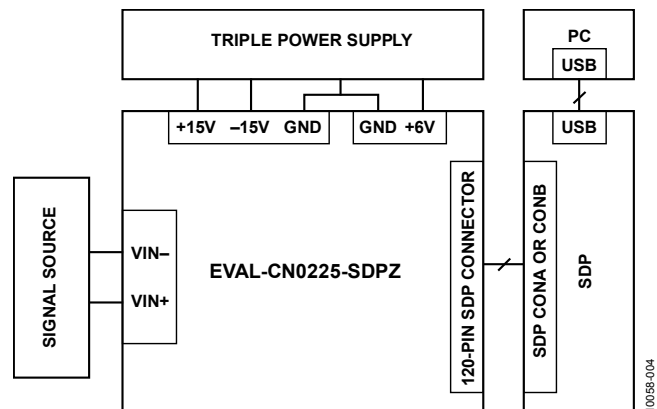 TRIPLE POWER SUPPLY
PC
USB
+15V –15V GND GND +6V
USB
SIGNAL SOURCE
VIN–
VIN+
EVAL-CN0225-SDPZ
120-PIN SDP CONNECTOR
SDP CONA OR CONB
SDP
10058-004